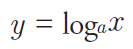 y = logₐx